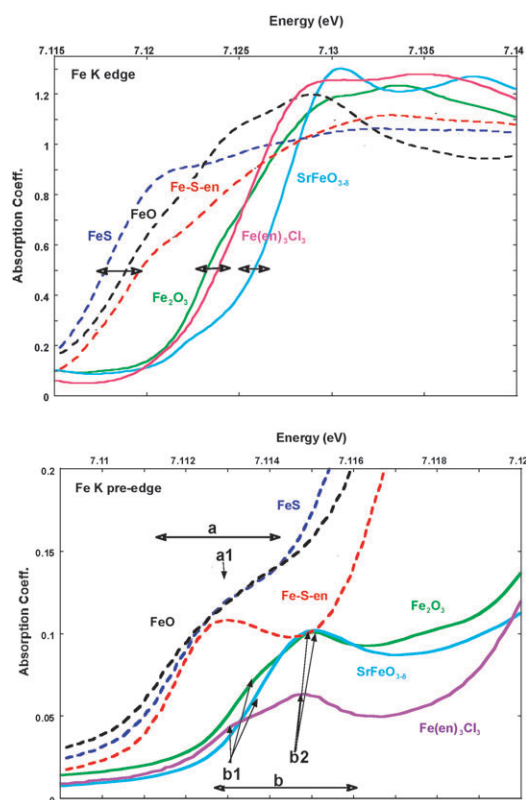 Energy (eV)
7.115 7.12 7.125 7.13 7.135 7.14
Fe K edge
1.2
1
0.8
0.6
0.4
0.2
0
Absorption Coeff.
Fe-S-en
FeO
FeS
SrFeO₃₋δ
Fe(en)₃Cl₃
Fe₂O₃
Energy (eV)
7.11 7.112 7.114 7.116 7.118 7.12
0.2
Fe K pre-edge
FeS
a
0.15
a1
Absorption Coeff.
FeO
Fe-S-en
Fe₂O₃
0.1
SrFeO₃₋δ
0.05
Fe(en)₃Cl₃
b1
b2
b
0